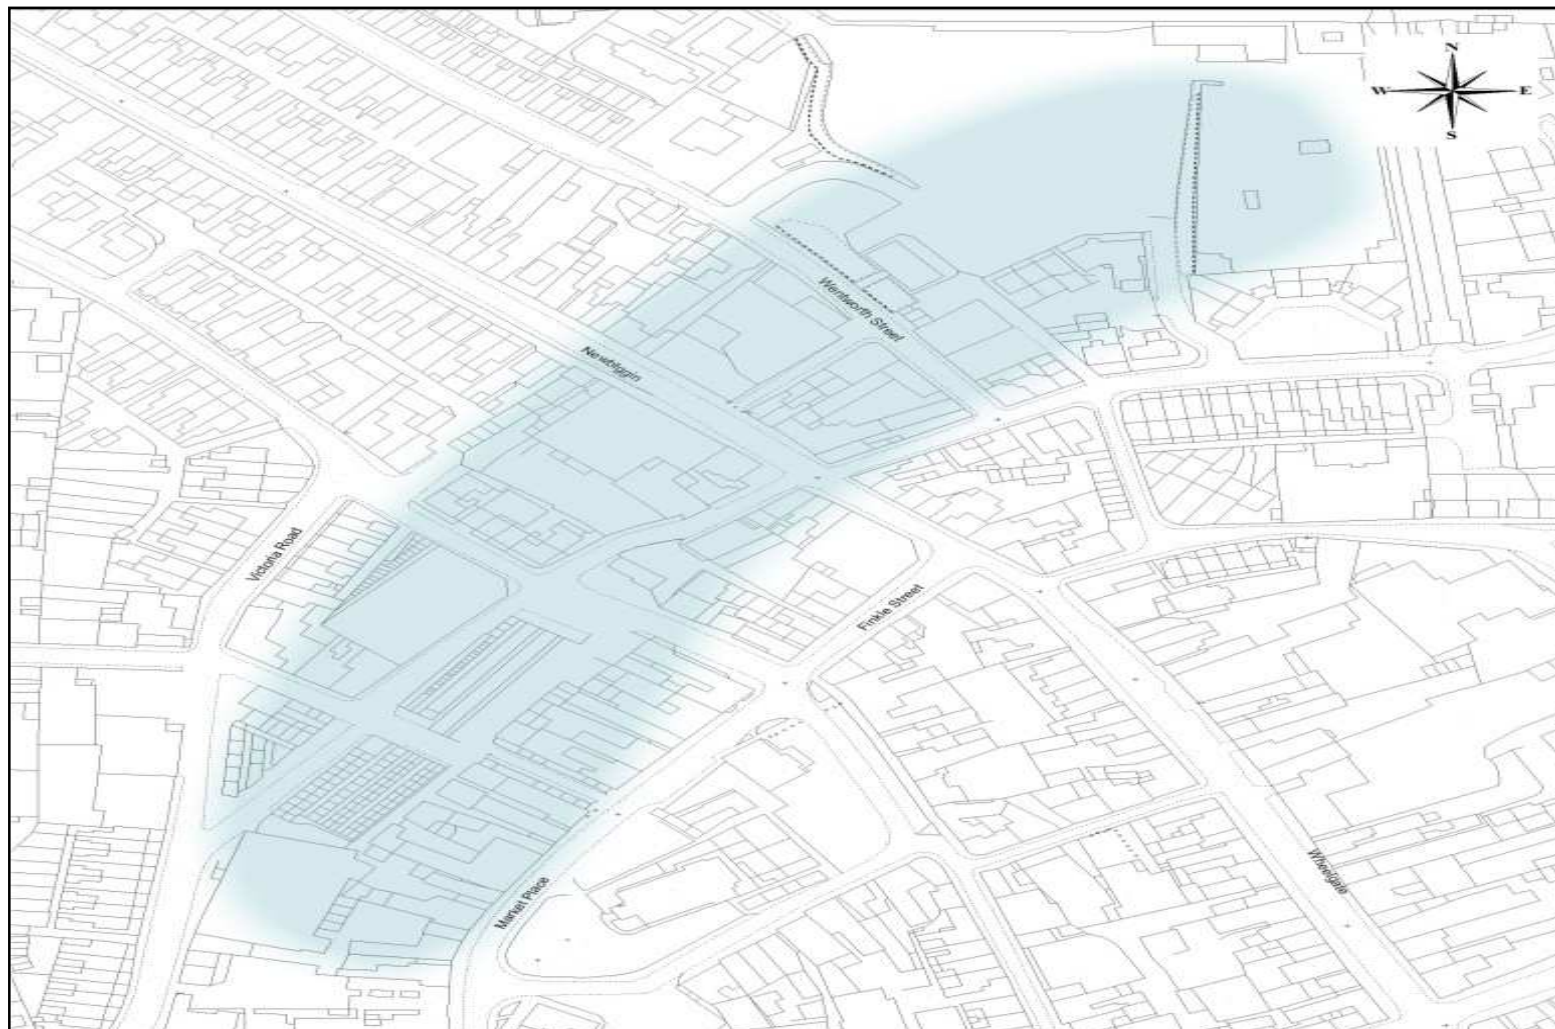 N
W E
S
Wentworth Street
Newbiggin
Victoria Road
Finkle Street
Wheelgate
Market Place